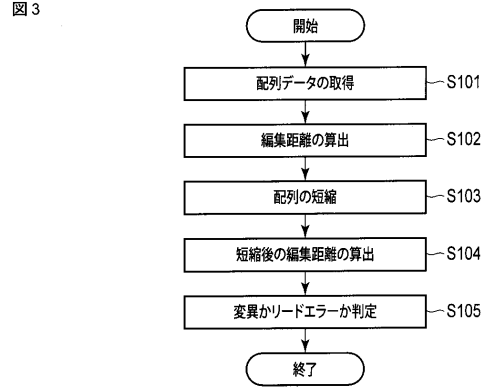 図3
開始
配列データの取得 S101
編集距離の算出 S102
配列の短縮 S103
短縮後の編集距離の算出 S104
変異かリードエラーか判定 S105
終了